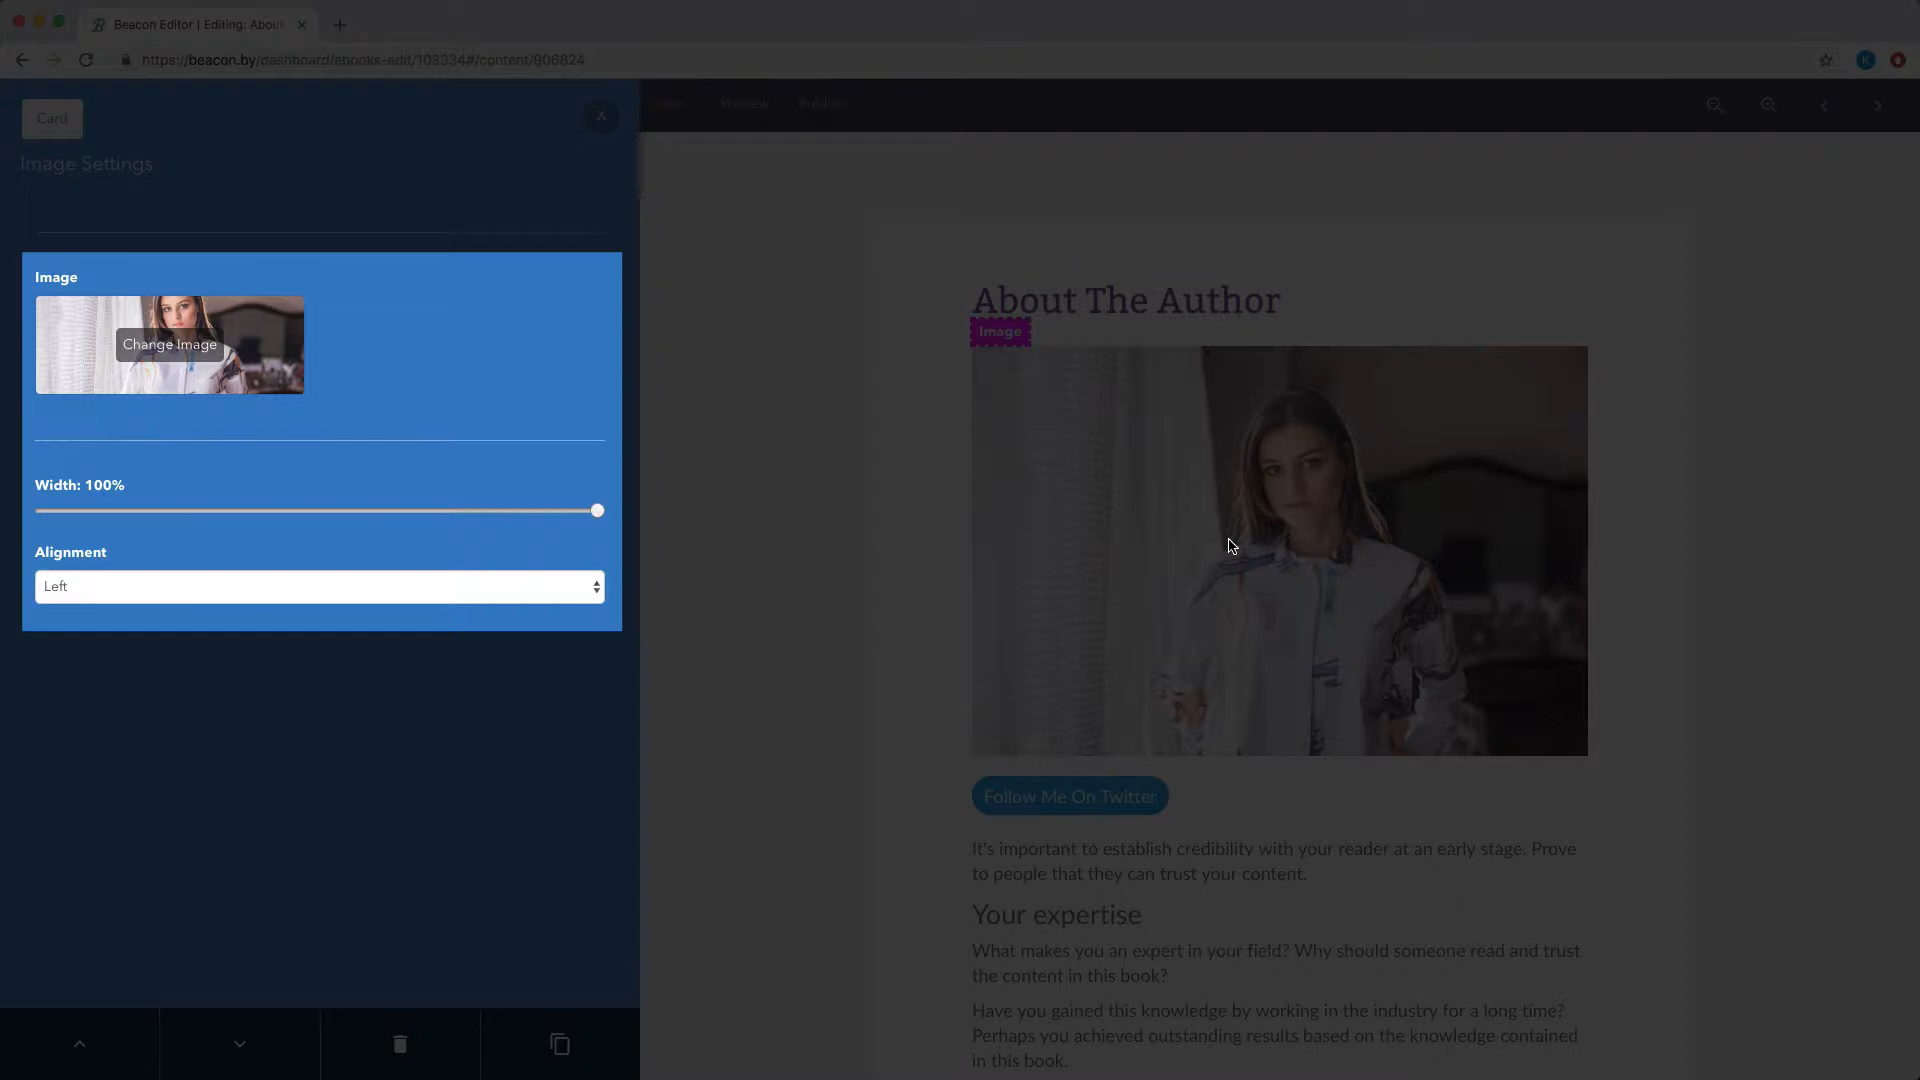 Beacon Editor | Editing: Abou
https://beacon.by/dashboard/ebooks-edit/103334#/content/906824
K
Card
X
Preview
Publish
Image Settings
Image
Change Image
Width: 100%
Alignment
Left
About The Author
Image
Follow Me On Twitter
It's important to establish credibility with your reader at an early stage. Prove
to people that they can trust your content.
Your expertise
What makes you an expert in your field? Why should someone read and trust
the content in this book?
Have you gained this knowledge by working in the industry for a long time?
Perhaps you achieved outstanding results based on the knowledge contained
in this book.